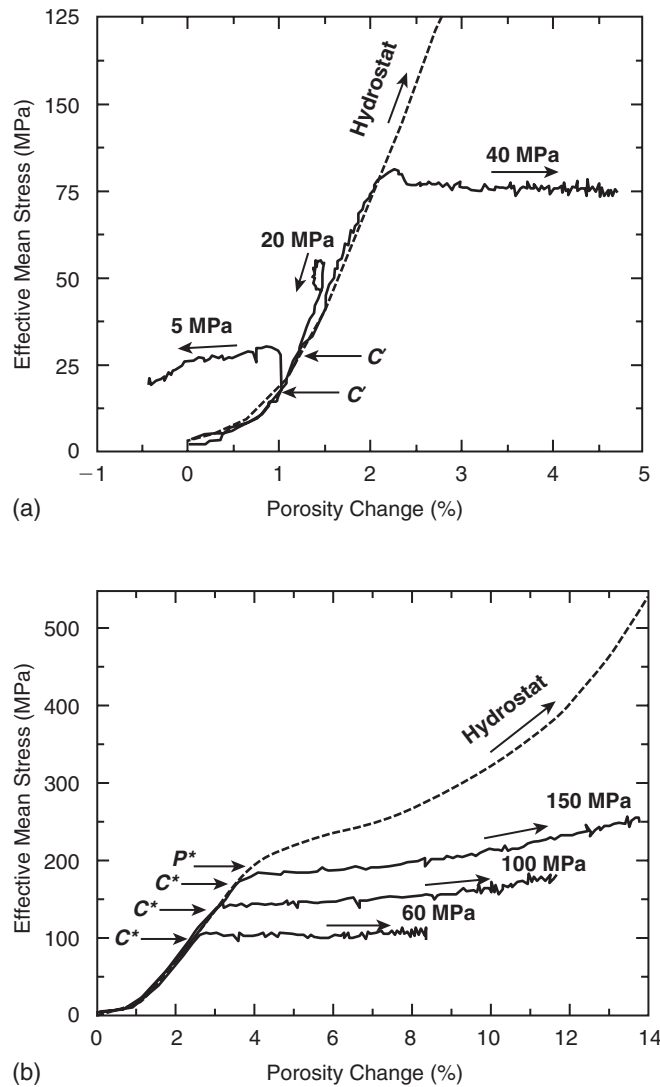 125
150
75
50
25
0
Effective Mean Stress (MPa)
Hydrostat
40 MPa
20 MPa
5 MPa
C′
C′
−1 0 1 2 3 4 5
Porosity Change (%)
(a)
500
400
300
200
100
0
Effective Mean Stress (MPa)
Hydrostat
150 MPa
P*
100 MPa
C*
C*
60 MPa
C*
0 2 4 6 8 10 12 14
Porosity Change (%)
(b)